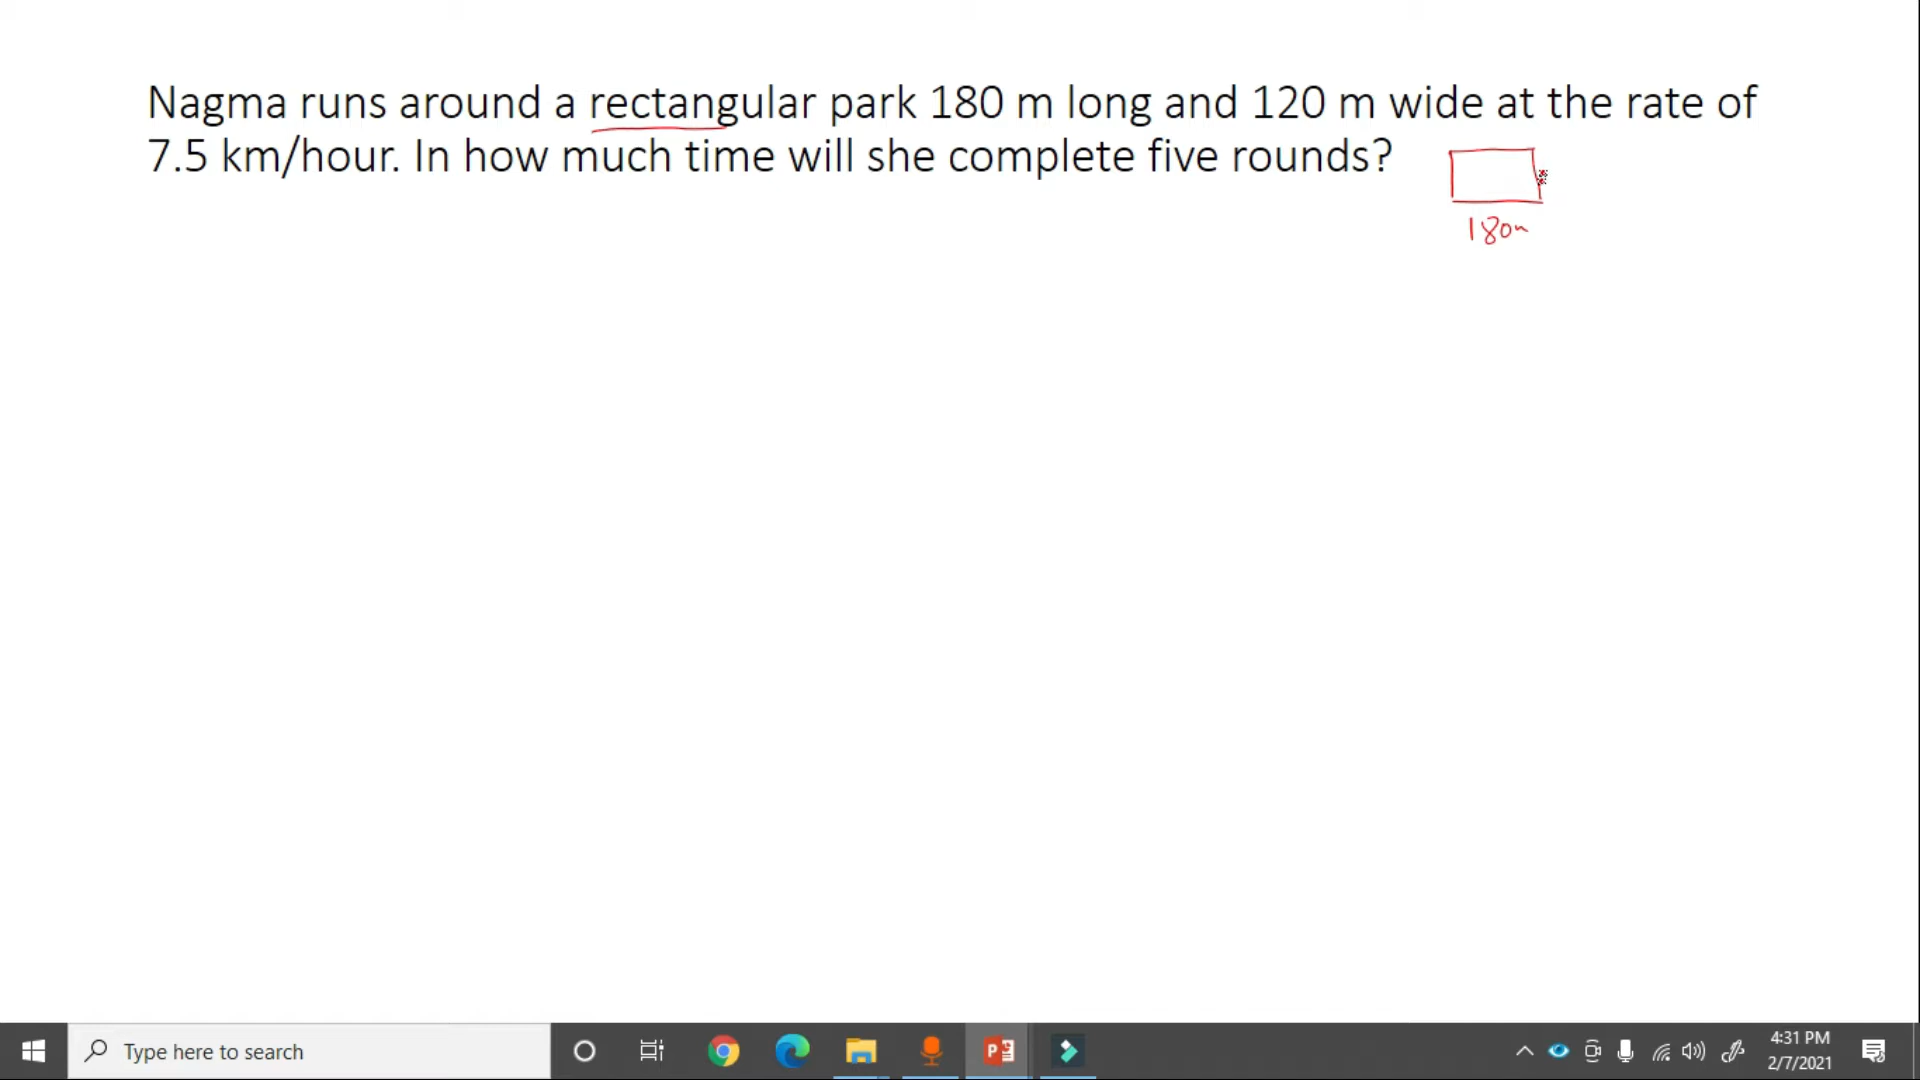 Nagma runs around a rectangular park 180 m long and 120 m wide at the rate of
7.5 km/hour. In how much time will she complete five rounds?
180m
Type here to search
4:31 PM
2/7/2021